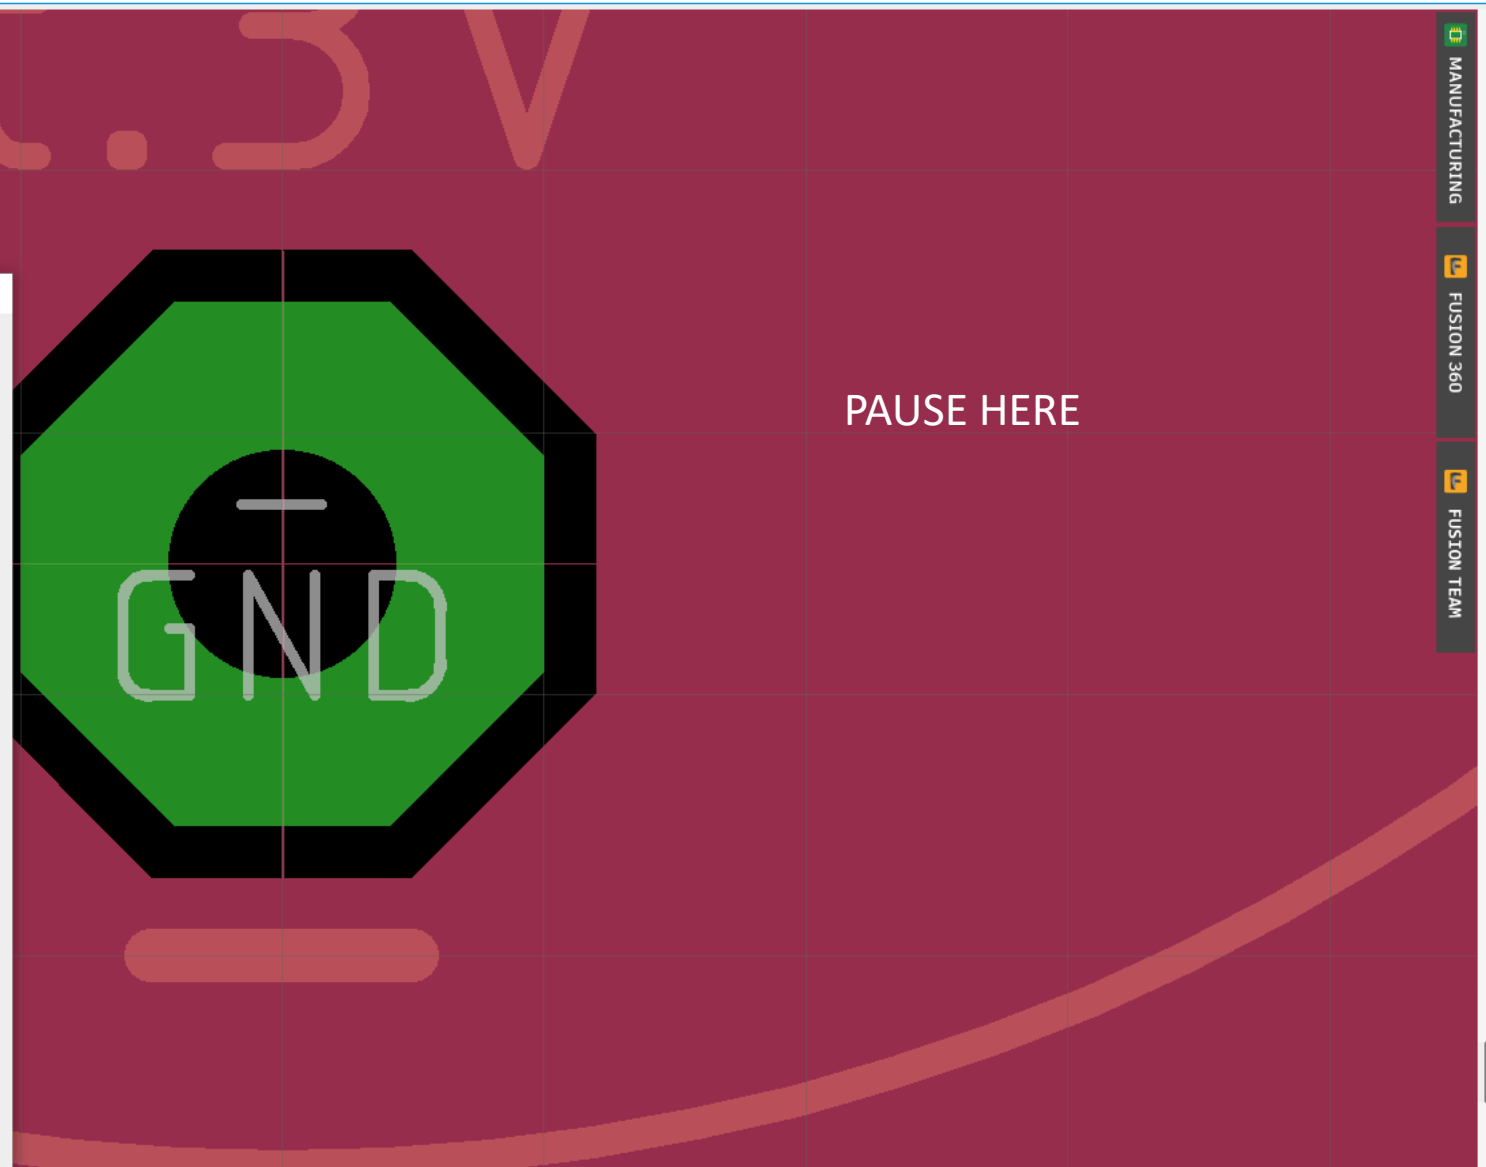 .3V
MANUFACTURING
FUSION 360
FUSION TEAM
PAUSE HERE
GND